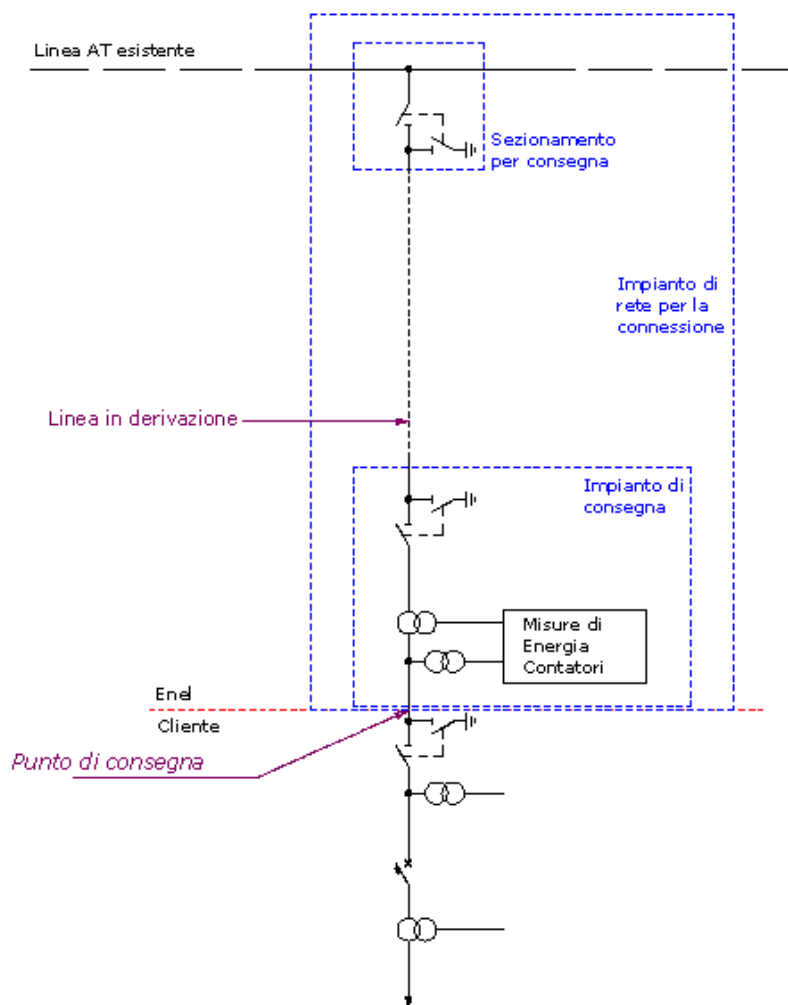 Linea AT esistente
Sezionamento
per consegna
Impianto di
rete per la
connessione
Linea in derivazione
Impianto di
consegna
Misure di
Energia
Contatori
Enel
Cliente
Punto di consegna